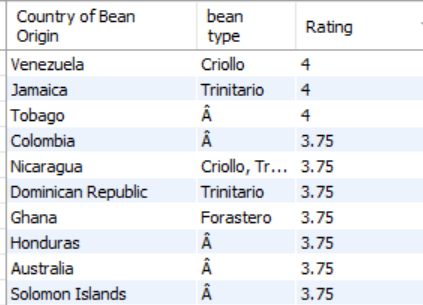 Country of Bean Origin bean type Rating
Venezuela Criollo 4
Jamaica Trinitario 4
Tobago Â 4
Colombia Â 3.75
Nicaragua Criollo, Tr... 3.75
Dominican Republic Trinitario 3.75
Ghana Forastero 3.75
Honduras Â 3.75
Australia Â 3.75
Solomon Islands Â 3.75